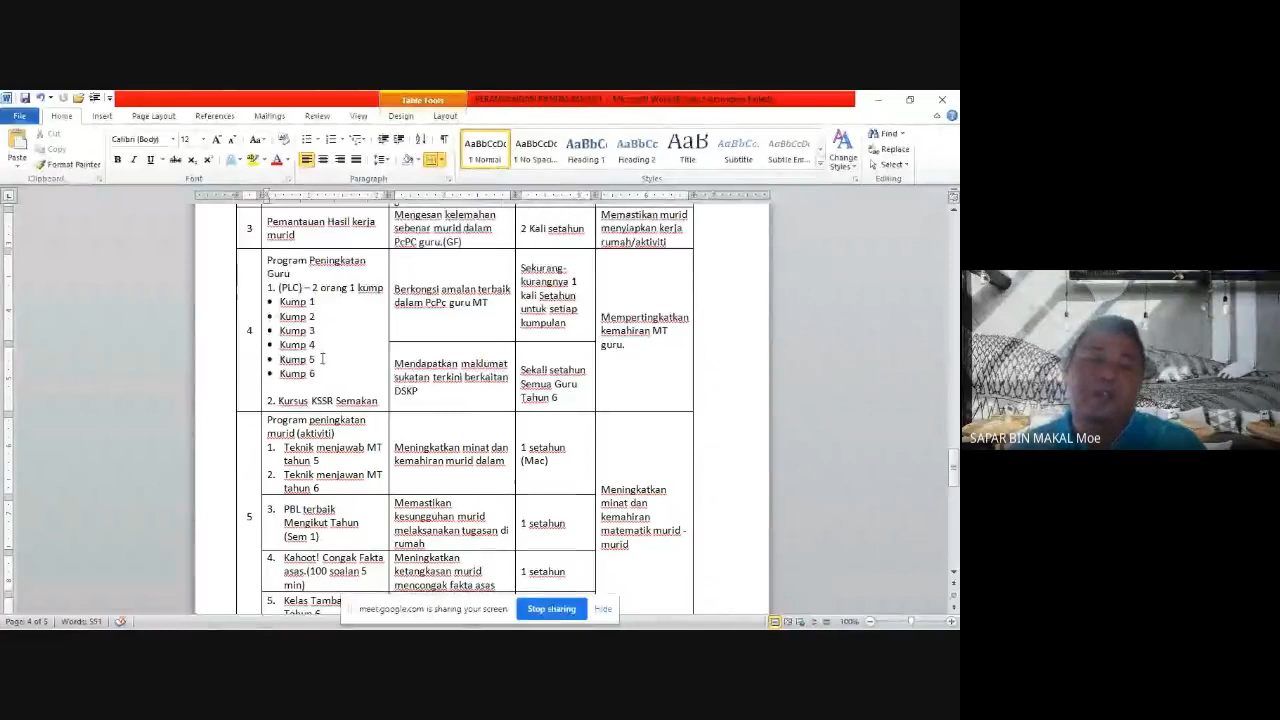 Table Tools
File Home Insert Page Layout References Mailings Review View Design Layout
Cut
Copy
Format Painter
Paste
Calibri (Body) 12
AaBbCcDc AaBbCcDc AaBbC AaBbCc AaB AaBbCc. AaBbCcDc
1 Normal 1 No Spac... Heading 1 Heading 2 Title Subtitle Subtle Em...
Change
Styles
Find
Replace
Select
Clipboard Font Paragraph Styles Editing
3
Pemantauan Hasil kerja
murid
Mengesan kelemahan
sebenar murid dalam
PcPC guru.(GF)
2 Kali setahun
Memastikan murid
menyiapkan kerja
rumah/aktiviti
4
Program Peningkatan
Guru
1. (PLC) – 2 orang 1 kump
• Kump 1
• Kump 2
• Kump 3
• Kump 4
• Kump 5
• Kump 6
2. Kursus KSSR Semakan
Berkongsi amalan terbaik
dalam PcPc guru MT
Sekurang-
kurangnya 1
kali Setahun
untuk setiap
kumpulan
Mempertingkatkan
kemahiran MT
guru.
Mendapatkan maklumat
sukatan terkini berkaitan
DSKP
Sekali setahun
Semua Guru
Tahun 6
5
Program peningkatan
murid (aktiviti)
1. Teknik menjawab MT
tahun 5
2. Teknik menjawan MT
tahun 6
Meningkatkan minat dan
kemahiran murid dalam
1 setahun
(Mac)
Meningkatkan
minat dan
kemahiran
matematik murid -
murid
3. PBL terbaik
Mengikut Tahun
(Sem 1)
Memastikan
kesungguhan murid
melaksanakan tugasan di
rumah
1 setahun
4. Kahoot! Congak Fakta
asas.(100 soalan 5
min)
Meningkatkan
ketangkasan murid
mencongak fakta asas
1 setahun
5. Kelas Tamba
meet.google.com is sharing your screen Stop sharing Hide
Page: 4 of 5 Words: 551 100%
SAPAR BIN MAKAL Moe